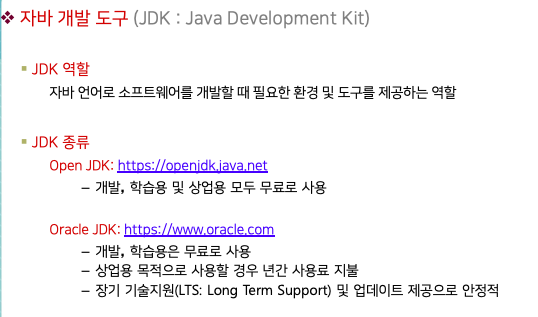 ❖ 자바 개발 도구 (JDK : Java Development Kit)
▪ JDK 역할
자바 언어로 소프트웨어를 개발할 때 필요한 환경 및 도구를 제공하는 역할
▪ JDK 종류
Open JDK: https://openjdk.java.net
– 개발, 학습용 및 상업용 모두 무료로 사용
Oracle JDK: https://www.oracle.com
– 개발, 학습용은 무료로 사용
– 상업용 목적으로 사용할 경우 년간 사용료 지불
– 장기 기술지원(LTS: Long Term Support) 및 업데이트 제공으로 안정적